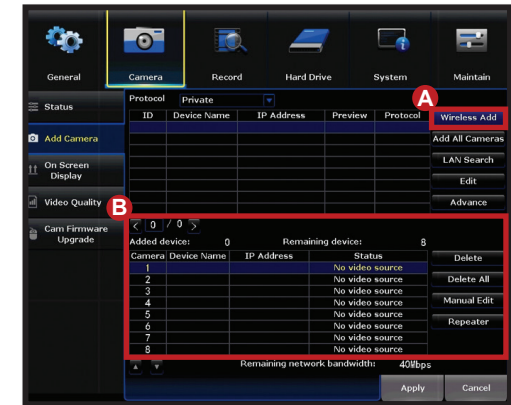 General Camera Record Hard Drive System Maintain
A
Status
Add Camera
On Screen
Display
Video Quality
Cam Firmware
Upgrade
Protocol Private
ID Device Name IP Address Preview Protocol
Wireless Add
Add All Cameras
LAN Search
Edit
Advance
B
< 0 / 0 >
Added device: 0 Remaining device: 8
Camera Device Name IP Address Status
1 No video source
2 No video source
3 No video source
4 No video source
5 No video source
6 No video source
7 No video source
8 No video source
Delete
Delete All
Manual Edit
Repeater
Remaining network bandwidth: 40Mbps
Apply Cancel